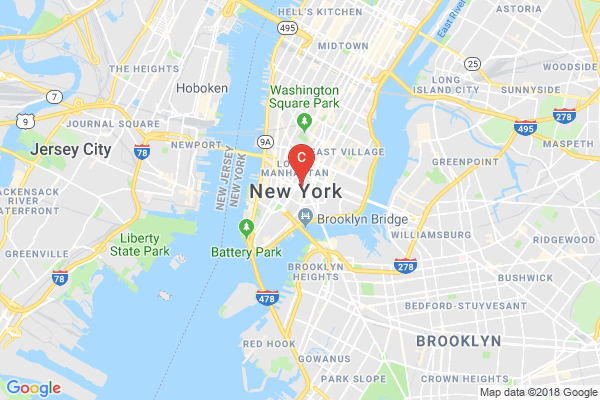 HELL'S KITCHEN
ASTORIA
East River
495
MIDTOWN
THE HEIGHTS
Hoboken
Washington
Square Park
25
LONG
ISLAND CITY
SUNNYSIDE
WOODSIDE
7
9
JOURNAL SQUARE
278
495
MASPETH
Jersey City
78
NEWPORT
9A
EAST VILLAGE
GREENPOINT
C
MANHATTAN
NEW JERSEY
NEW YORK
New York
HACKENSACK RIVER
WATERFRONT
Brooklyn Bridge
WILLIAMSBURG
RIDGEWOOD
Liberty
State Park
Battery Park
GREENVILLE
78
BROOKLYN
HEIGHTS
278
BUSHWICK
478
BEDFORD-STUYVESANT
RED HOOK
BROOKLYN
GOWANUS
PARK SLOPE
CROWN HEIGHTS
Google
Map data ©2018 Google